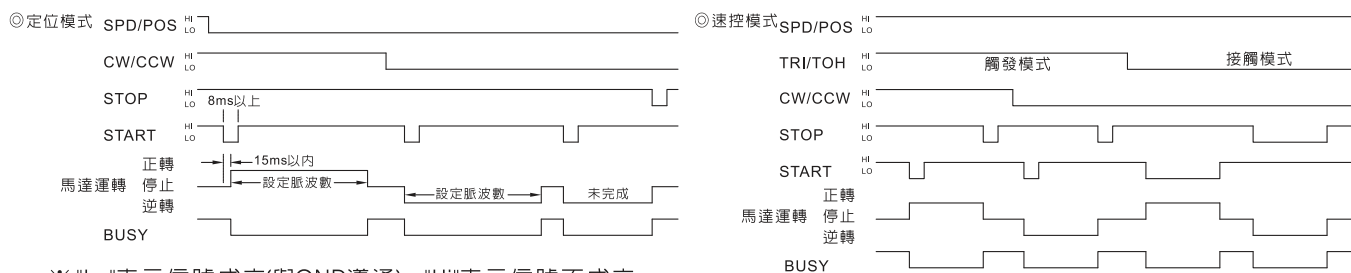 ◎定位模式
SPD/POS HI LO
CW/CCW HI LO
STOP HI LO
8ms以上
START HI LO
15ms以內
正轉
馬達運轉 停止
逆轉
設定脈波數
設定脈波數
未完成
BUSY
◎速控模式
SPD/POS HI LO
TRI/TOH HI LO
觸發模式
接觸模式
CW/CCW HI LO
STOP HI LO
START HI LO
正轉
馬達運轉 停止
逆轉
BUSY